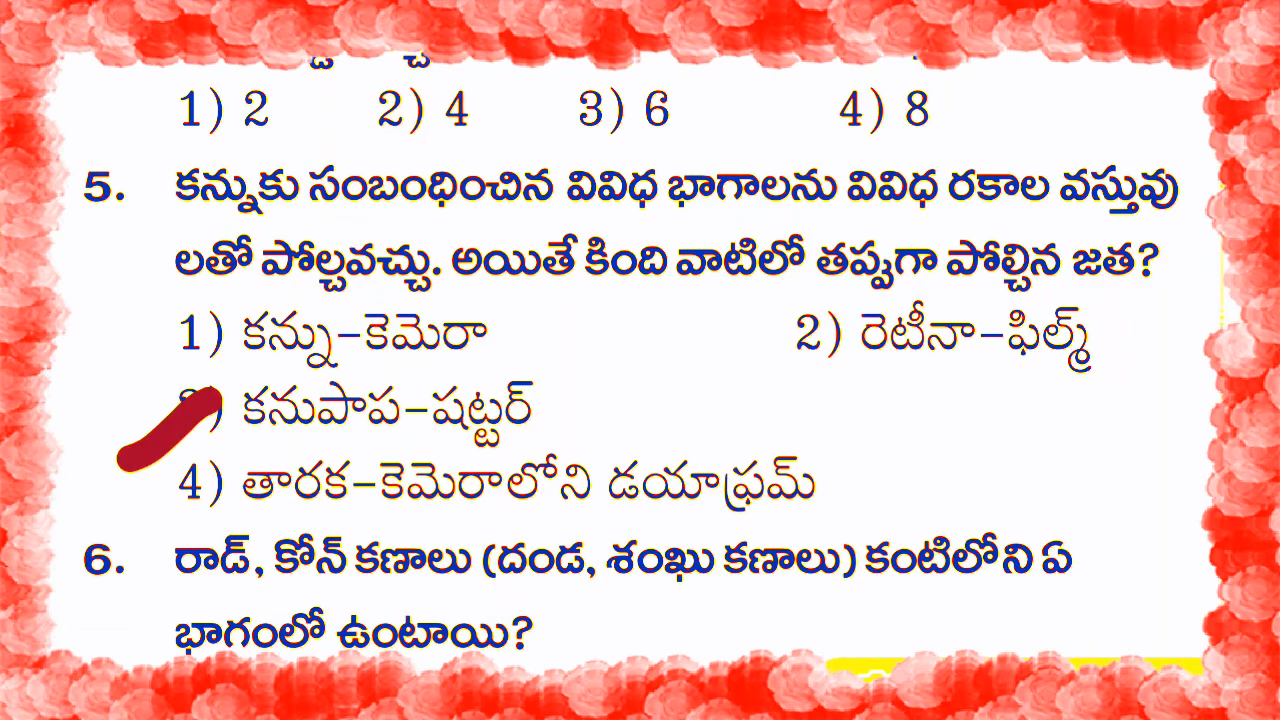 1) 2 2) 4 3) 6 4) 8
5. కన్నుకు సంబంధించిన వివిధ భాగాలను వివిధ రకాల వస్తువు
లతో పోల్చవచ్చు. అయితే కింది వాటిలో తప్పుగా పోల్చిన జత?
1) కన్ను-కెమెరా 2) రెటీనా-ఫిల్మ్
3) కనుపాప-షట్టర్
4) తారక-కెమెరాలోని డయాఫ్రమ్
6. రాడ్, కోన్ కణాలు (దండ, శంఖు కణాలు) కంటిలోని ఏ
భాగంలో ఉంటాయి?